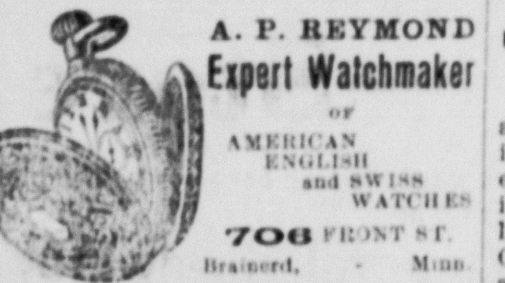 A. P. REYMOND
Expert Watchmaker
OF
AMERICAN
ENGLISH
and SWISS
WATCHES
706 FRONT ST.
Brainerd, - Minn.